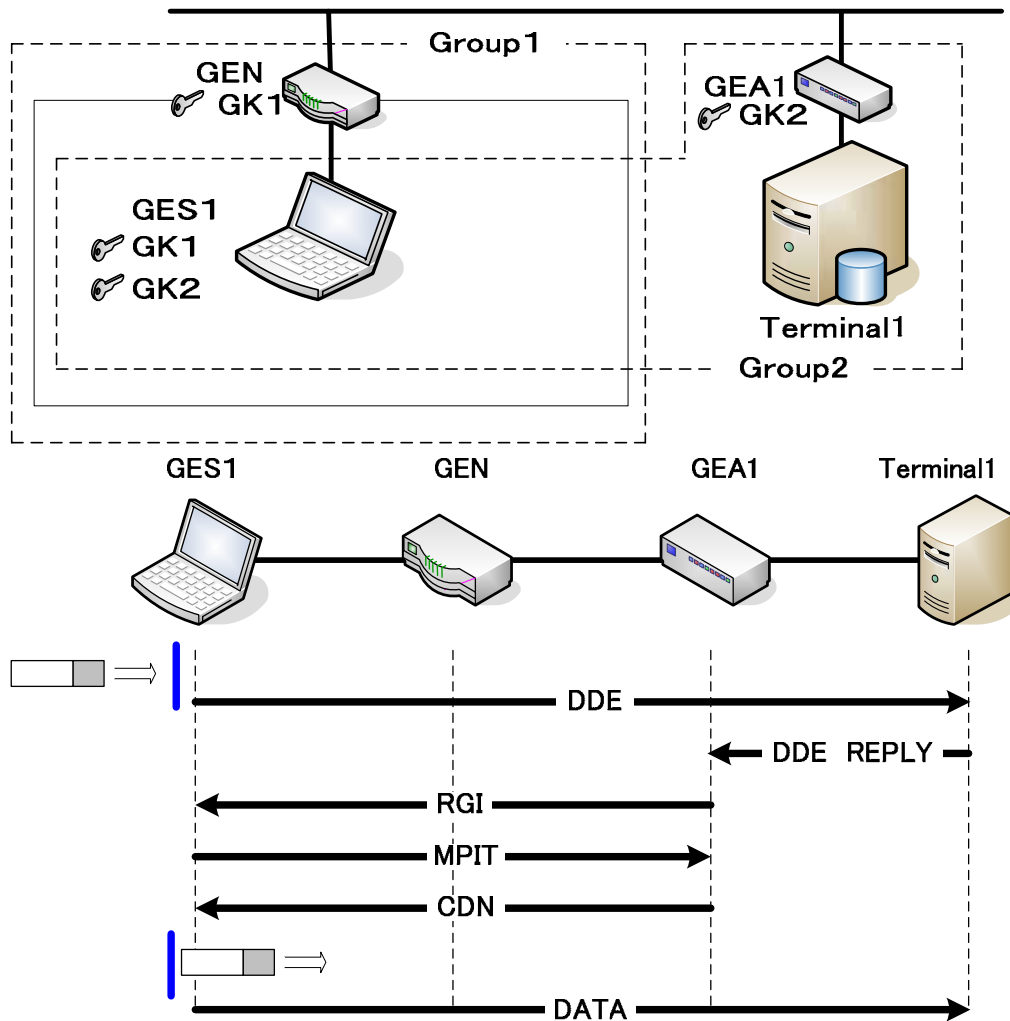 Group1
GEN
GK1
GEA1
GK2
GES1
GK1
GK2
Terminal1
Group2
GES1
GEN
GEA1
Terminal1
DDE
DDE REPLY
RGI
MPIT
CDN
DATA